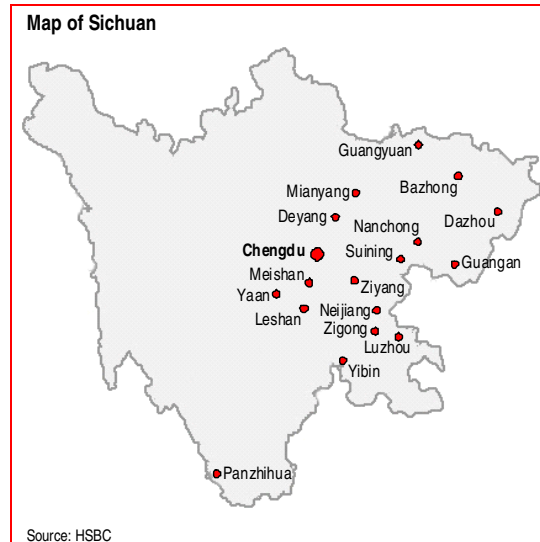 Map of Sichuan
Guangyuan
Bazhong
Mianyang
Dazhou
Deyang
Nanchong
Chengdu
Suining
Guangan
Meishan
Ziyang
Yaan
Leshan
Neijiang
Zigong
Luzhou
Yibin
Panzhihua
Source: HSBC